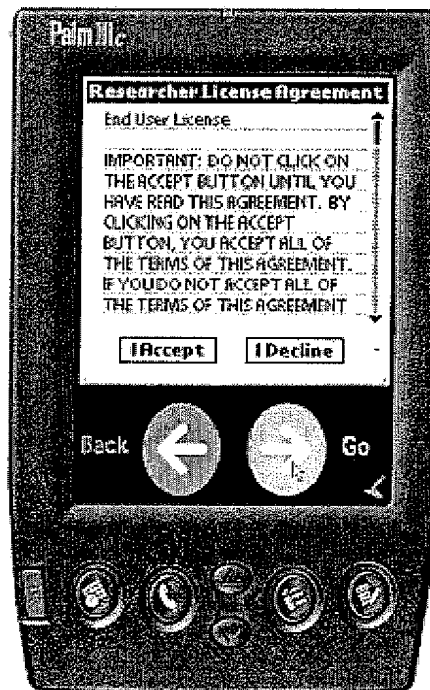 Palm IIIc
Researcher License Agreement
End User License
IMPORTANT: DO NOT CLICK ON
THE ACCEPT BUTTON UNTIL YOU
HAVE READ THIS AGREEMENT. BY
CLICKING ON THE ACCEPT
BUTTON, YOU ACCEPT ALL OF
THE TERMS OF THIS AGREEMENT.
IF YOU DO NOT ACCEPT ALL OF
THE TERMS OF THIS AGREEMENT
I Accept I Decline
Back Go